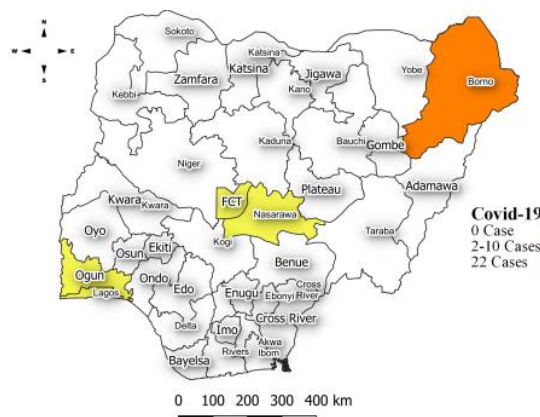 N
W E
S
Sokoto
Katsina
Zamfara
Katsina
Jigawa
Yobe
Borno
Kebbi
Kano
Kaduna
Bauchi
Gombe
Niger
Adamawa
Plateau
FCT
Nasarawa
Kwara
Kwara
Taraba
Oyo
Kogi
Osun
Ekiti
Benue
Ogun
Ondo
Lagos
Edo
Enugu
Ebonyi
Cross
River
Delta
Imo
Cross River
Bayelsa
Rivers
Akwa
Ibom
Covid-19
0 Case
2-10 Cases
22 Cases
0 100 200 300 400 km